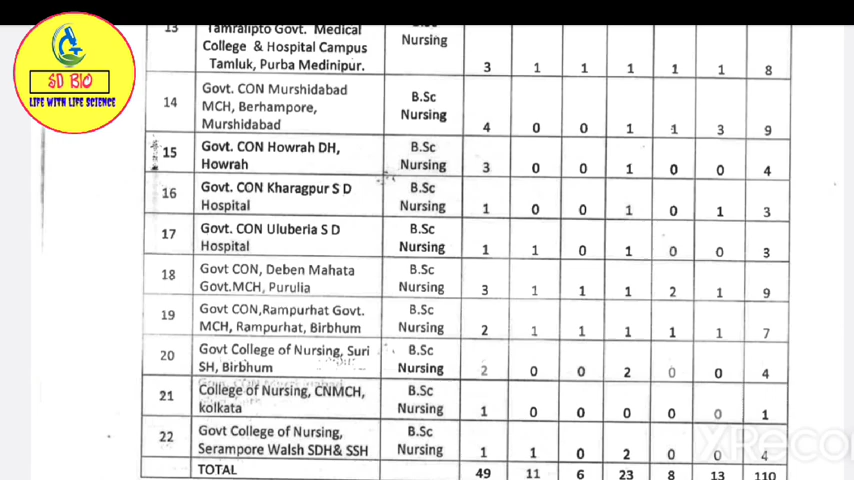 SD BIO
LIFE WITH LIFE SCIENCE
13 Tamralipto Govt. Medical College & Hospital Campus Tamluk, Purba Medinipur. B.Sc Nursing 3 1 1 1 1 1 8
14 Govt. CON Murshidabad MCH, Berhampore, Murshidabad B.Sc Nursing 4 0 0 1 1 3 9
15 Govt. CON Howrah DH, Howrah B.Sc Nursing 3 0 0 1 0 0 4
16 Govt. CON Kharagpur S D Hospital B.Sc Nursing 1 0 0 1 0 1 3
17 Govt. CON Uluberia S D Hospital B.Sc Nursing 1 1 0 1 0 0 3
18 Govt CON, Deben Mahata Govt.MCH, Purulia B.Sc Nursing 3 1 1 1 2 1 9
19 Govt CON,Rampurhat Govt. MCH, Rampurhat, Birbhum B.Sc Nursing 2 1 1 1 1 1 7
20 Govt College of Nursing, Suri SH, Birbhum B.Sc Nursing 2 0 0 2 0 0 4
21 College of Nursing, CNMCH, kolkata B.Sc Nursing 1 0 0 0 0 0 1
22 Govt College of Nursing, Serampore Walsh SDH& SSH B.Sc Nursing 1 1 0 2 0 0 4
TOTAL 49 11 6 23 8 13 110